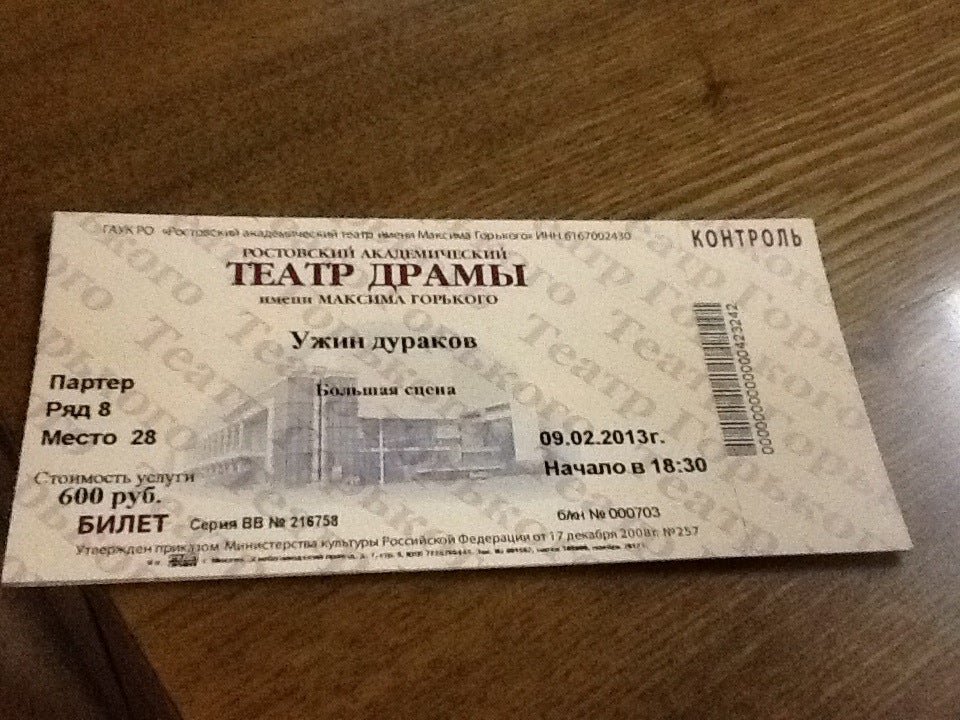 ГАУК РО «Ростовский академический театр имени Максима Горького» ИНН 6167002430
КОНТРОЛЬ
РОСТОВСКИЙ АКАДЕМИЧЕСКИЙ
ТЕАТР ДРАМЫ
имени МАКСИМА ГОРЬКОГО
Ужин дураков
Большая сцена
Партер
Ряд 8
Место 28
09.02.2013г.
Начало в 18:30
Стоимость услуги
600 руб.
БИЛЕТ Серия ВВ № 216758
б/кн № 000703
Утвержден приказом Министерства культуры Российской Федерации от 17 декабря 2008г. №257